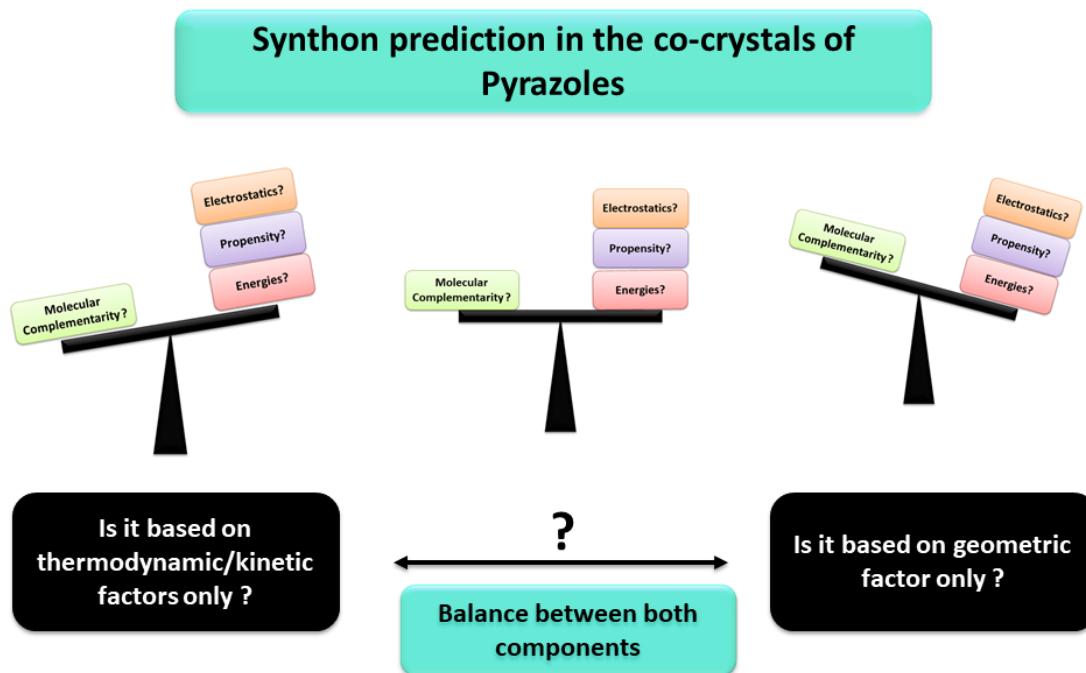 Synthon prediction in the co-crystals of
Pyrazoles
Electrostatics?
Propensity?
Energies?
Molecular
Complementarity ?
Electrostatics?
Propensity?
Energies?
Molecular
Complementarity ?
Electrostatics?
Propensity?
Energies?
Molecular
Complementarity ?
Is it based on
thermodynamic/kinetic
factors only ?
?
Balance between both
components
Is it based on geometric
factor only ?